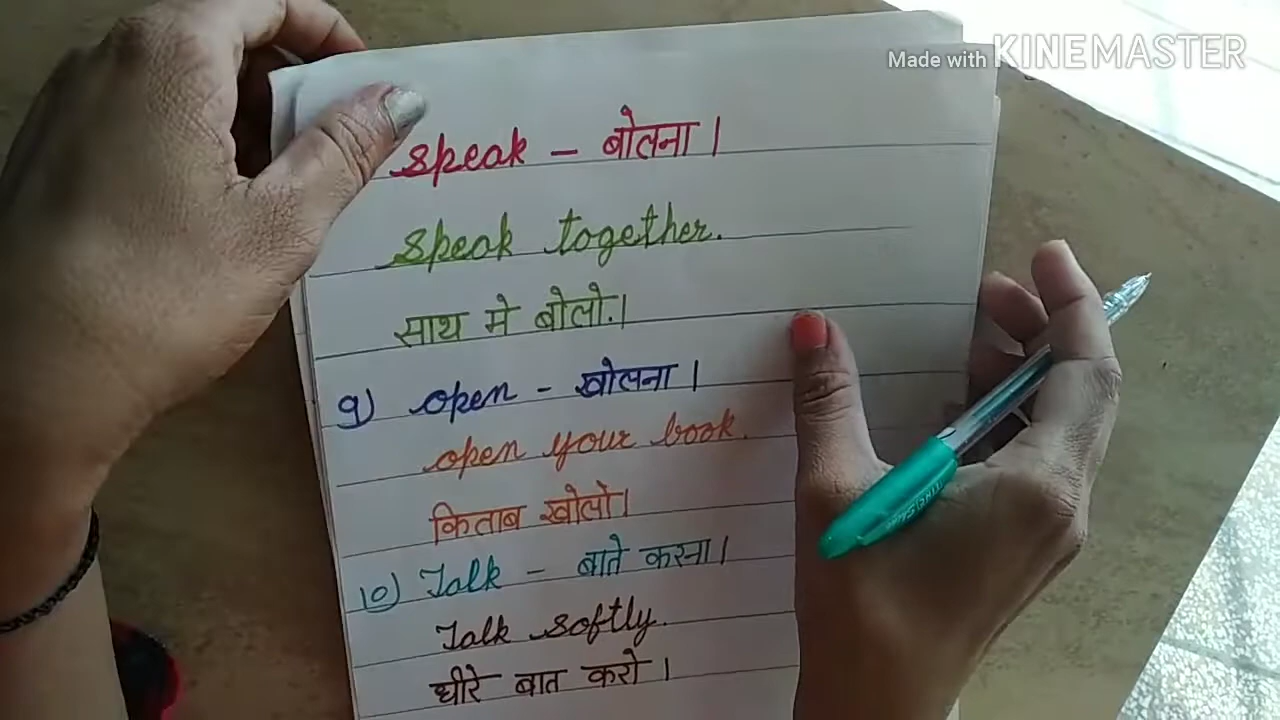 Made with KINEMASTER
speak – बोलना।
speak together.
साथ मे बोलो.।
9) open – खोलना।
open your book.
किताब खोलो।
10) Talk – बाते करना।
Talk softly.
धीरे बात करो।